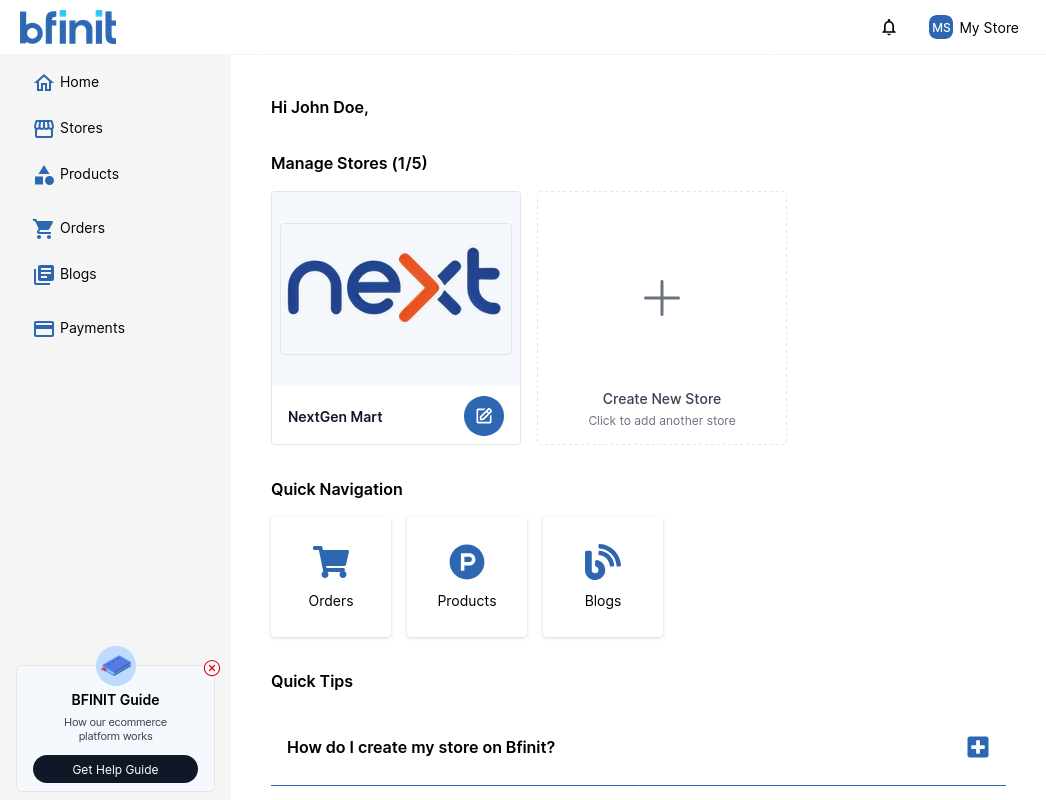 bfinit
MS My Store
Home
Stores
Products
Orders
Blogs
Payments
Hi John Doe,
Manage Stores (1/5)
next
NextGen Mart
Create New Store
Click to add another store
Quick Navigation
Orders
P
Products
Blogs
Quick Tips
How do I create my store on Bfinit?
BFINIT Guide
How our ecommerce
platform works
Get Help Guide